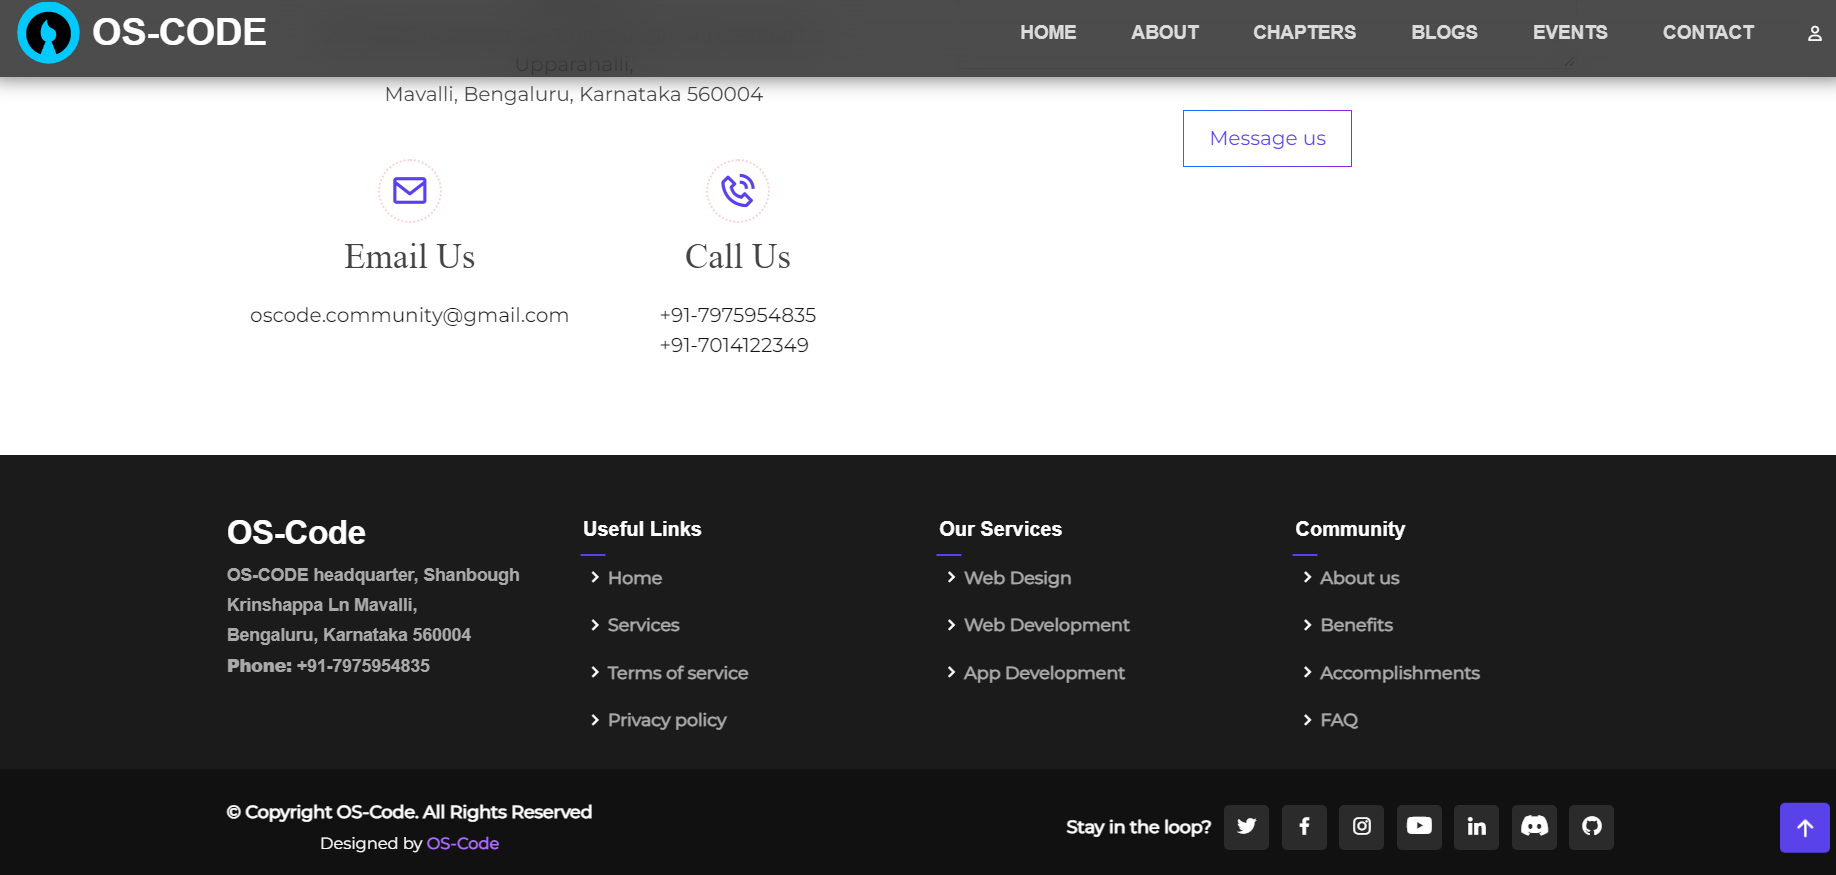 OS-CODE
HOME
ABOUT
CHAPTERS
BLOGS
EVENTS
CONTACT
Upparahalli,
Mavalli, Bengaluru, Karnataka 560004
Message us
Email Us
oscode.community@gmail.com
Call Us
+91-7975954835
+91-7014122349
OS-Code
OS-CODE headquarter, Shanbough
Krinshappa Ln Mavalli,
Bengaluru, Karnataka 560004
Phone: +91-7975954835
Useful Links
Home
Services
Terms of service
Privacy policy
Our Services
Web Design
Web Development
App Development
Community
About us
Benefits
Accomplishments
FAQ
© Copyright OS-Code. All Rights Reserved
Designed by OS-Code
Stay in the loop?